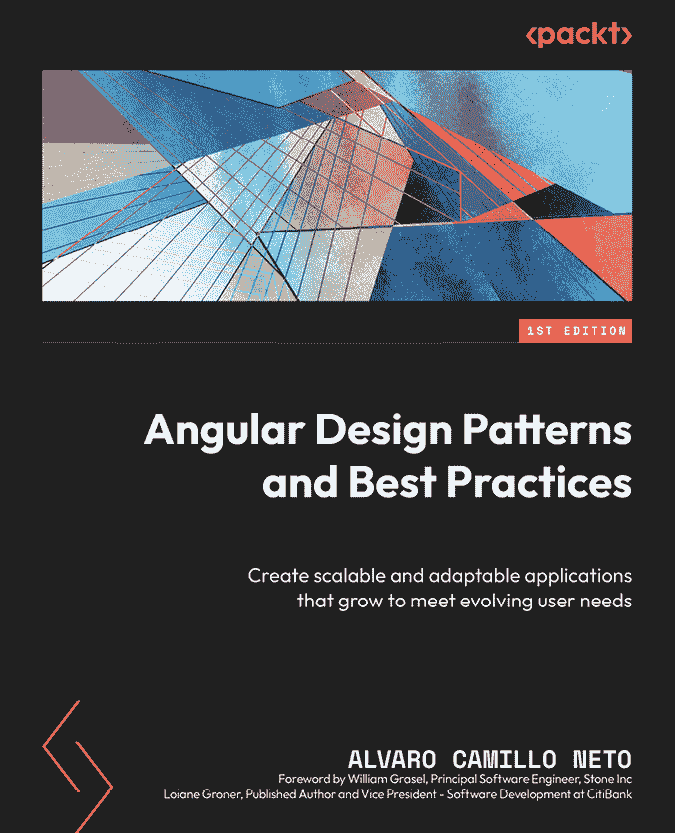 <packt>
1ST EDITION
Angular Design Patterns
and Best Practices
Create scalable and adaptable applications
that grow to meet evolving user needs
ALVARO CAMILLO NETO
Foreword by William Grasel, Principal Software Engineer, Stone Inc
Loiane Groner, Published Author and Vice President - Software Development at CitiBank